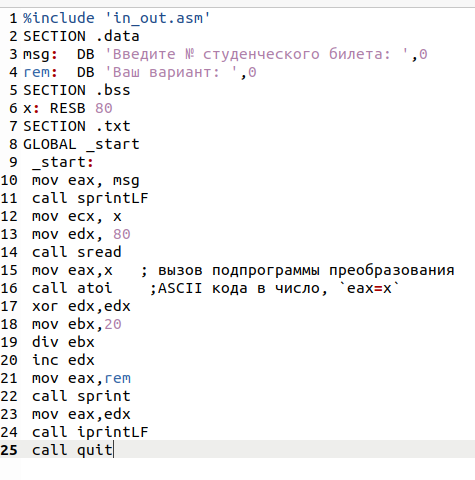 1 %include 'in_out.asm'
2 SECTION .data
3 msg:  DB 'Введите № студенческого билета: ',0
4 rem:  DB 'Ваш вариант: ',0
5 SECTION .bss
6 x: RESB 80
7 SECTION .txt
8 GLOBAL _start
9  _start:
10  mov eax, msg
11  call sprintLF
12  mov ecx, x
13  mov edx, 80
14  call sread
15  mov eax,x   ; вызов подпрограммы преобразования
16  call atoi    ;ASCII кода в число, `eax=x`
17  xor edx,edx
18  mov ebx,20
19  div ebx
20  inc edx
21  mov eax,rem
22  call sprint
23  mov eax,edx
24  call iprintLF
25  call quit